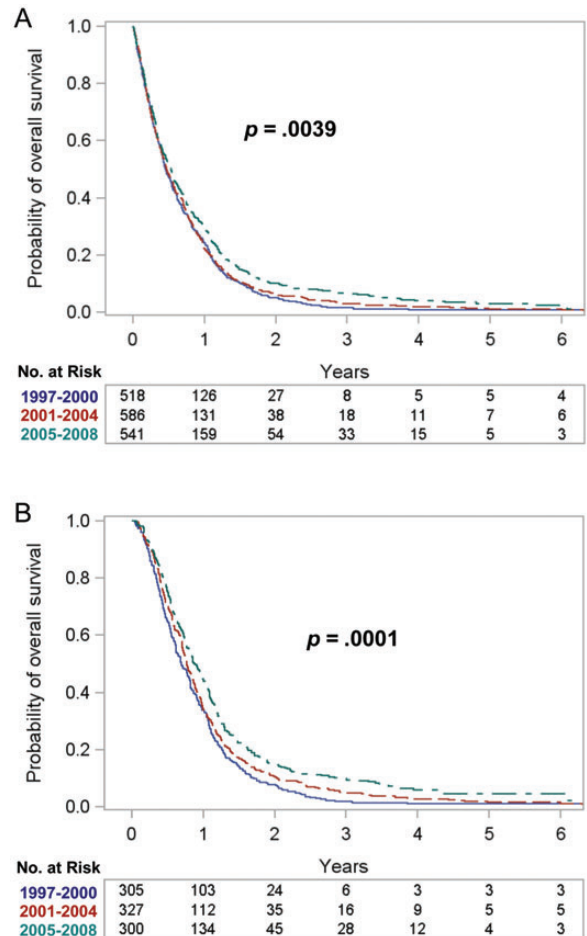 A
Probability of overall survival
1.0
0.8
0.6
0.4
0.2
0.0
p = .0039
0 1 2 3 4 5 6
No. at Risk Years
1997-2000 518 126 27 8 5 5 4
2001-2004 586 131 38 18 11 7 6
2005-2008 541 159 54 33 15 5 3
B
Probability of overall survival
1.0
0.8
0.6
0.4
0.2
0.0
p = .0001
0 1 2 3 4 5 6
No. at Risk Years
1997-2000 305 103 24 6 3 3 3
2001-2004 327 112 35 16 9 5 5
2005-2008 300 134 45 28 12 4 3